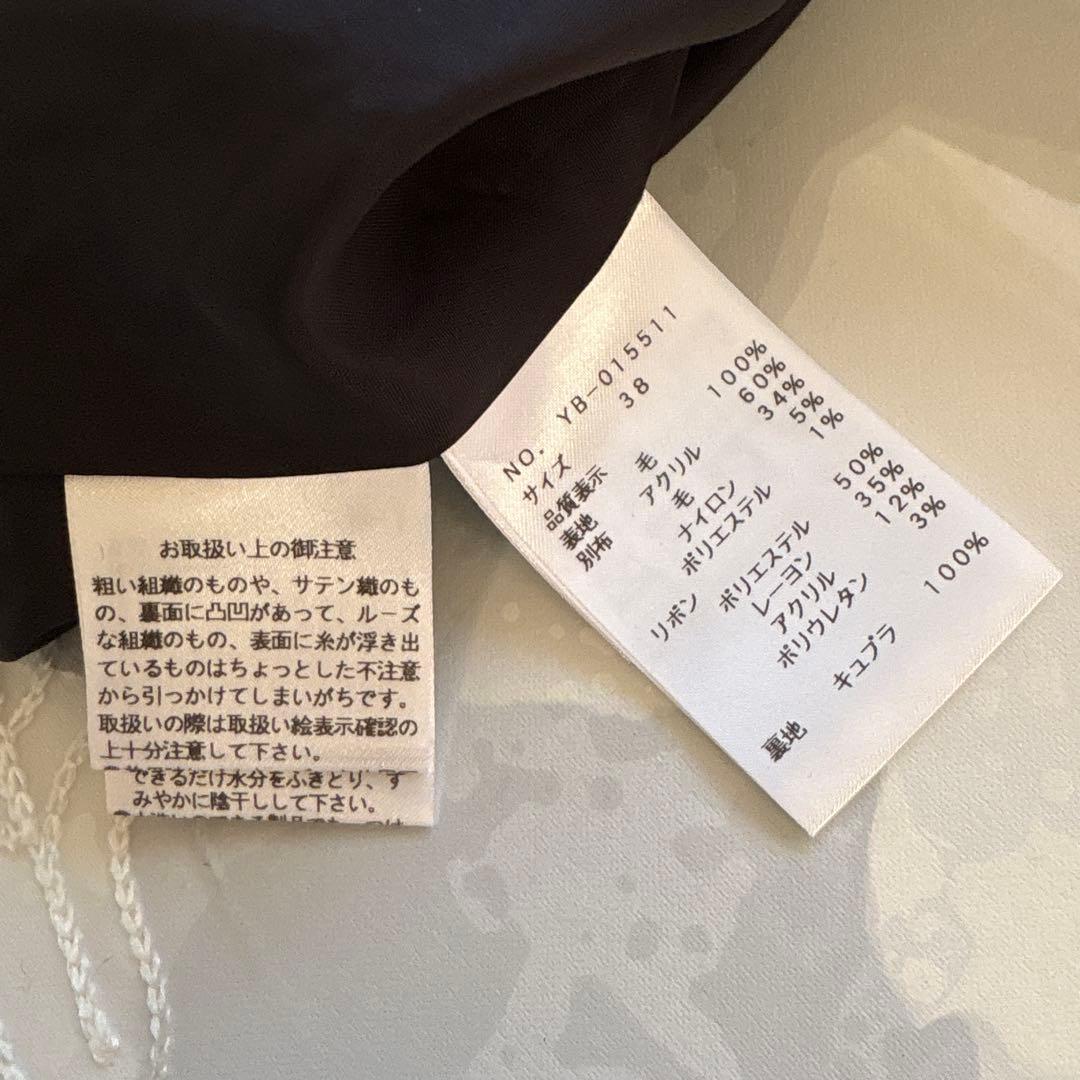 お取扱い上の御注意
粗い組織のものや、サテン織のも
の、裏面に凸凹があって、ルーズ
な組織のもの、表面に糸が浮き出
ているものはちょっとした不注意
から引っかけてしまいがちです。
取扱いの際は取扱い絵表示確認の
上十分注意して下さい。
できるだけ水分をふきとり、す
みやかに陰干しして下さい。
NO. YB-015511
サイズ 38
品質表示
表地 毛 100%
別布 アクリル 60%
毛 34%
ナイロン 5%
ポリエステル 1%
リボン ポリエステル 50%
レーヨン 35%
アクリル 12%
ポリウレタン 3%
裏地 キュプラ 100%